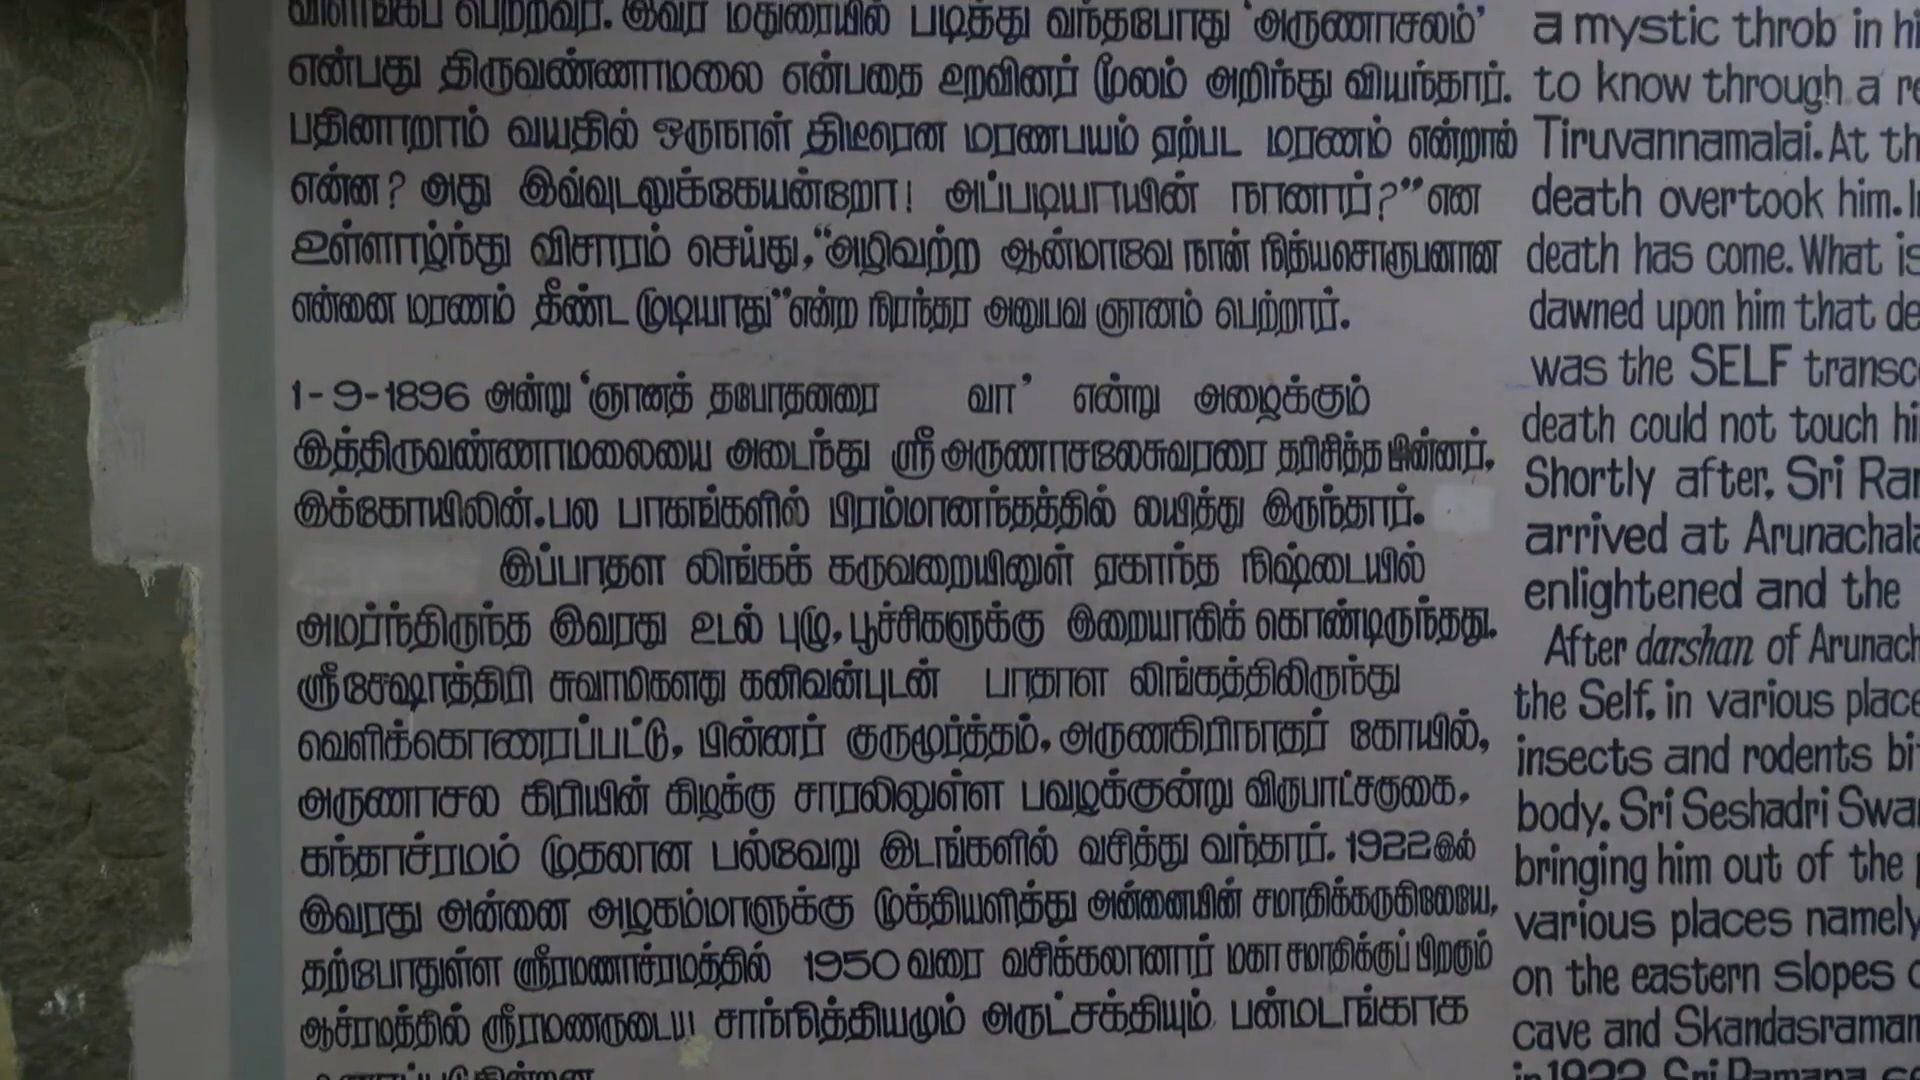 விளங்கப் பெற்றவர். இவர் மதுரையில் படித்து வந்தபோது 'அருணாசலம்'
என்பது திருவண்ணாமலை என்பதை உறவினர் மூலம் அறிந்து வியந்தார்.
பதினாறாம் வயதில் ஒருநாள் திடீரென மரணபயம் ஏற்பட மரணம் என்றால்
என்ன? அது இவ்வுடலுக்கேயன்றோ! அப்படியாயின் நானார்?" என
உள்ளாழ்ந்து விசாரம் செய்து, "அழிவற்ற ஆன்மாவே நான் நித்யசொரூபனான
என்னை மரணம் தீண்ட முடியாது" என்ற நிரந்தர அனுபவ ஞானம் பெற்றார்.
1-9-1896 அன்று 'ஞானத் தபோதனரை வா' என்று அழைக்கும்
இத்திருவண்ணாமலையை அடைந்து ஸ்ரீ அருணாசலேசுவரரை தரிசித்த பின்னர்,
இக்கோயிலின். பல பாகங்களில் பிரம்மானந்தத்தில் லயித்து இருந்தார்.
இப்பாதள லிங்கக் கருவறையினுள் ஏகாந்த நிஷ்டையில்
அமர்ந்திருந்த இவரது உடல் புழு, பூச்சிகளுக்கு இறையாகிக் கொண்டிருந்தது.
ஸ்ரீ சேஷாத்திரி சுவாமிகளது கனிவன்புடன் பாதாள லிங்கத்திலிருந்து
வெளிக்கொணரப்பட்டு, பின்னர் குருமூர்த்தம், அருணகிரிநாதர் கோயில்,
அருணாசல கிரியின் கிழக்கு சாரலிலுள்ள பவழக்குன்று விருபாட்சகுகை,
கந்தாச்ரமம் முதலான பல்வேறு இடங்களில் வசித்து வந்தார். 1922இல்
இவரது அன்னை அழகம்மாளுக்கு முக்தியளித்து அன்னையின் சமாதிக்கருகிலேயே,
தற்போதுள்ள ஸ்ரீரமணாச்ரமத்தில் 1950 வரை வசிக்கலானார் மகா சமாதிக்குப் பிறகும்
ஆச்ரமத்தில் ஸ்ரீரமணருடைய சாந்நித்தியமும் அருட்சக்தியும் பன்மடங்காக
a mystic throb in hi
to know through a re
Tiruvannamalai. At th
death overtook him. I
death has come. What is
dawned upon him that de
was the SELF transc
death could not touch hi
Shortly after, Sri Ra
arrived at Arunachala
enlightened and the
After darshan of Arunach
the Self, in various place
insects and rodents bi
body. Sri Seshadri Swa
bringing him out of the
various places namely
on the eastern slopes o
cave and Skandasraman
in 1922 Sri Ramana